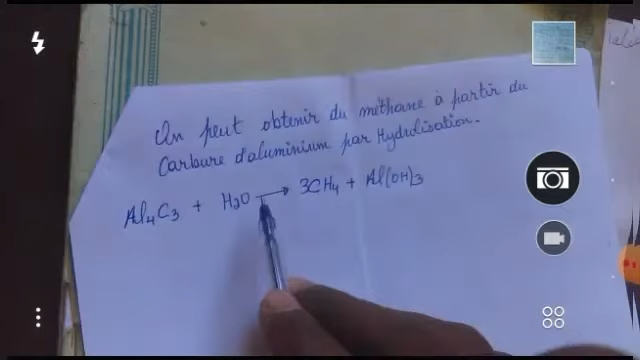 On peut obtenir du méthane à partir du
Carbure d'aluminium par Hydrolisation.
Al₄C₃ + H₂O → 3CH₄ + Al(OH)₃